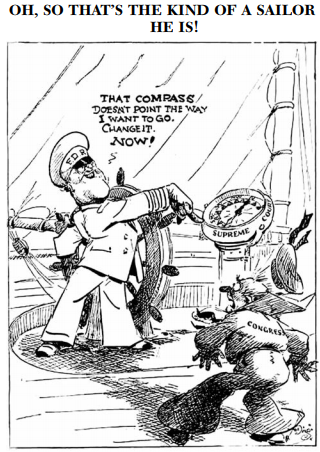 OH, SO THAT'S THE KIND OF A SAILOR
HE IS!
THAT COMPASS
DOESN'T POINT THE WAY
I WANT TO GO.
CHANGE IT.
NOW!
F.D.R.
SUPREME
CONGRESS